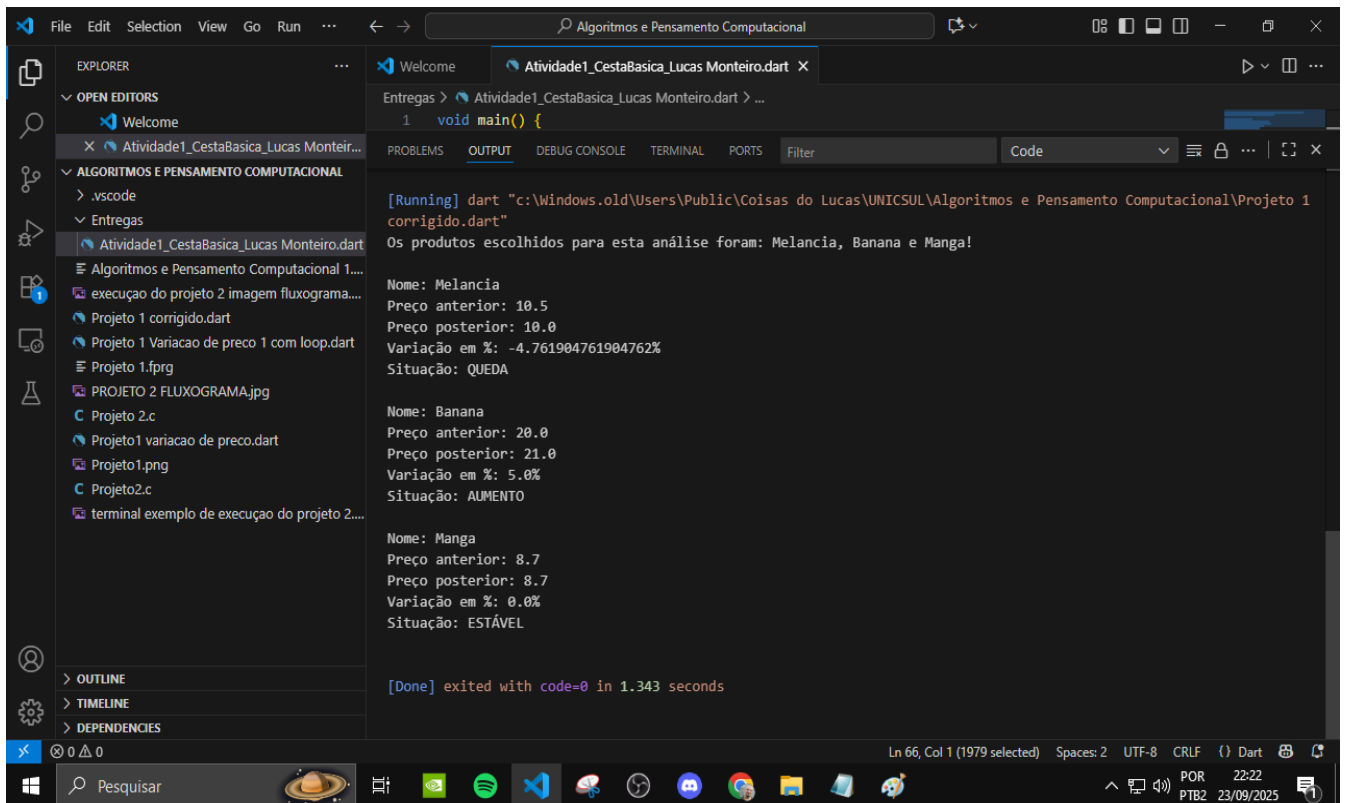 File Edit Selection View Go Run ··· ← → Algoritmos e Pensamento Computacional
EXPLORER ···
OPEN EDITORS
Welcome
Atividade1_CestaBasica_Lucas Monteir...
ALGORITMOS E PENSAMENTO COMPUTACIONAL
> .vscode
Entregas
Atividade1_CestaBasica_Lucas Monteiro.dart
Algoritmos e Pensamento Computacional 1....
execuçao do projeto 2 imagem fluxograma....
Projeto 1 corrigido.dart
Projeto 1 Variacao de preco 1 com loop.dart
Projeto 1.fprg
PROJETO 2 FLUXOGRAMA.jpg
C Projeto 2.c
Projeto1 variacão de preco.dart
Projeto1.png
C Projeto2.c
terminal exemplo de execuçao do projeto 2....
> OUTLINE
> TIMELINE
> DEPENDENCIES
1
Welcome Atividade1_CestaBasica_Lucas Monteiro.dart ×
Entregas > Atividade1_CestaBasica_Lucas Monteiro.dart > ...
1 void main() {
PROBLEMS OUTPUT DEBUG CONSOLE TERMINAL PORTS Filter Code
[Running] dart "c:\Windows.old\Users\Public\Coisas do Lucas\UNICSUL\Algoritmos e Pensamento Computacional\Projeto 1
corrigido.dart"
Os produtos escolhidos para esta análise foram: Melancia, Banana e Manga!
Nome: Melancia
Preço anterior: 10.5
Preço posterior: 10.0
Variação em %: -4.761904761904762%
Situação: QUEDA
Nome: Banana
Preço anterior: 20.0
Preço posterior: 21.0
Variação em %: 5.0%
Situação: AUMENTO
Nome: Manga
Preço anterior: 8.7
Preço posterior: 8.7
Variação em %: 0.0%
Situação: ESTÁVEL
[Done] exited with code=0 in 1.343 seconds
0 0 Ln 66, Col 1 (1979 selected) Spaces: 2 UTF-8 CRLF {} Dart
Pesquisar POR 22:22
PTB2 23/09/2025 1